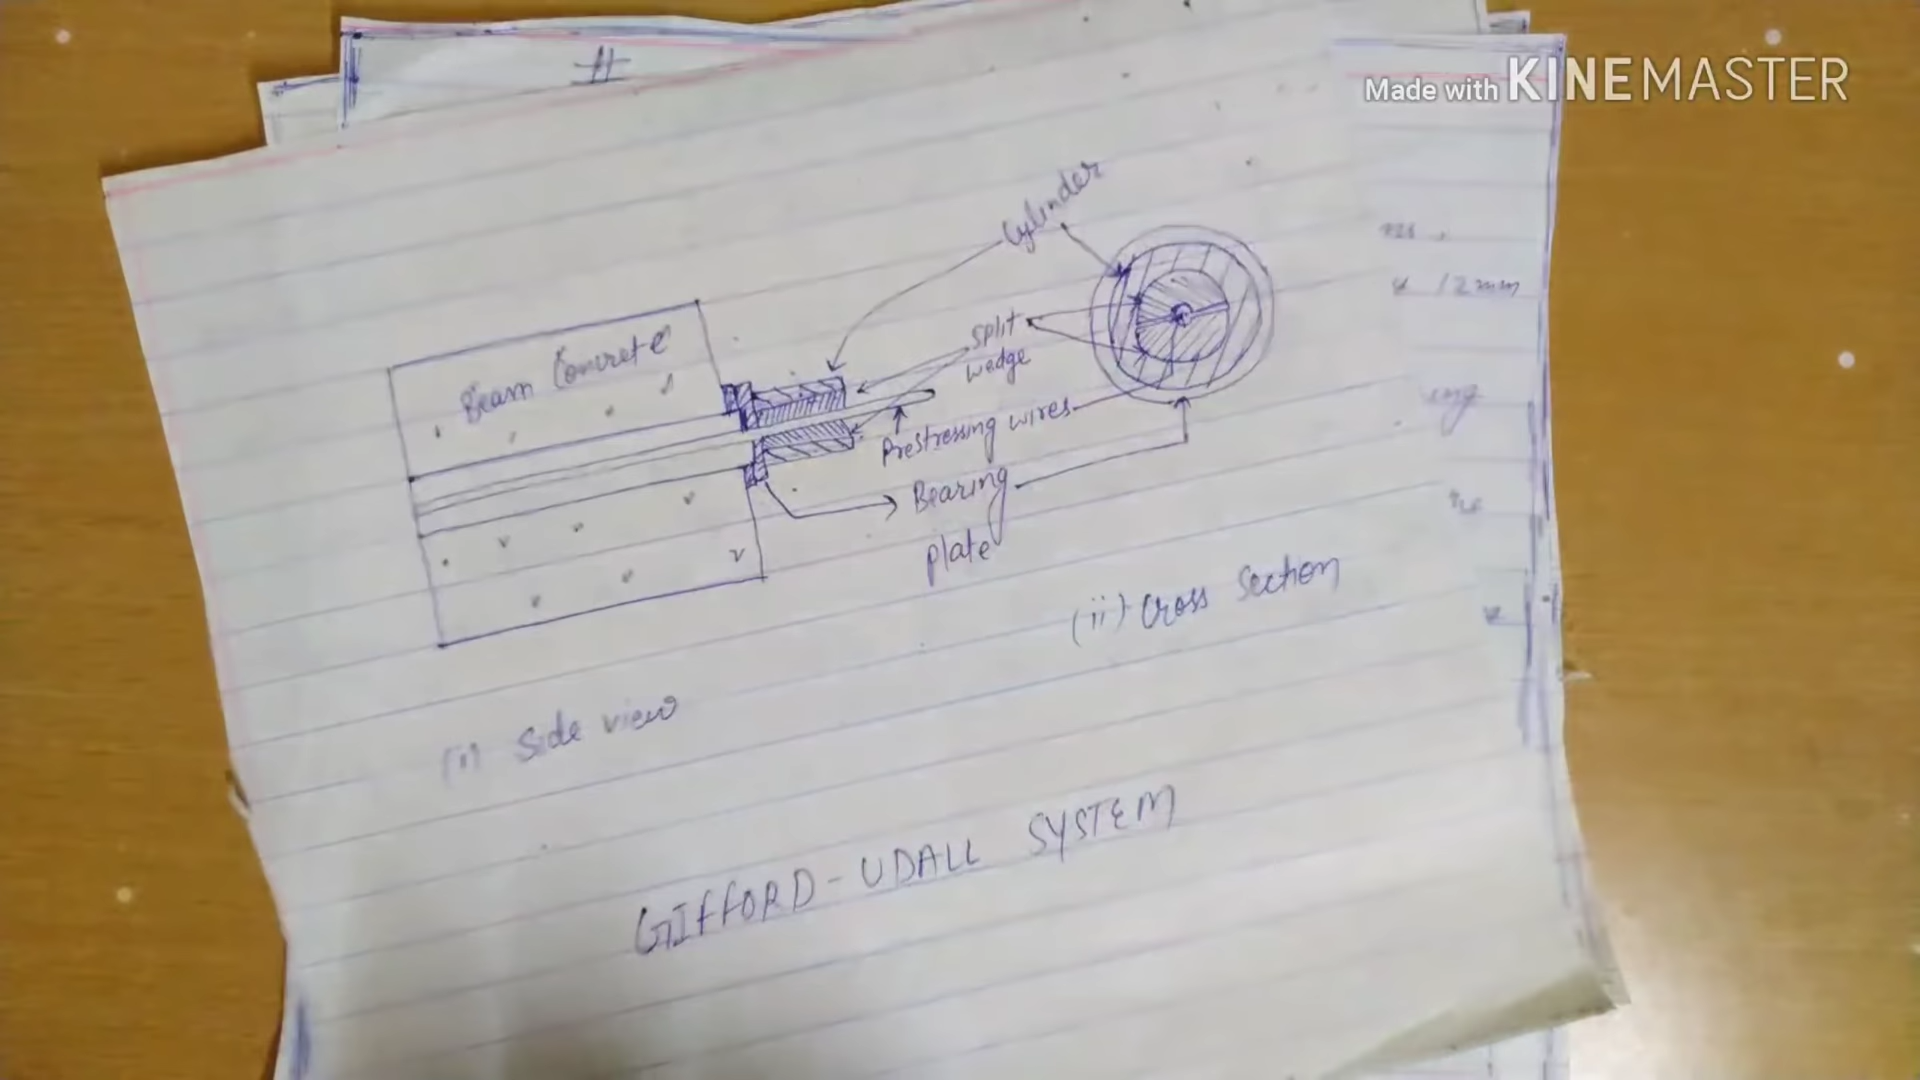 #
Made with KINEMASTER
Cylinder
12mm
Beam Concrete
split
wedge
Prestressing wires
Bearing
plate
(ii) Cross Section
(i) Side view
GIFFORD-UDALL SYSTEM